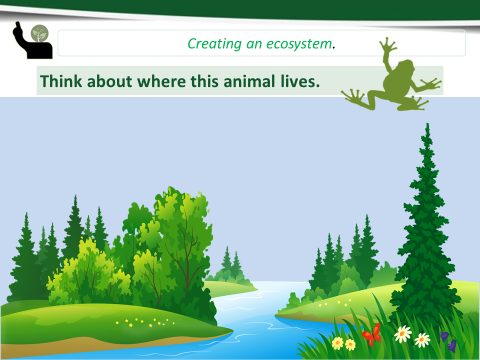 Creating an ecosystem.
Think about where this animal lives.